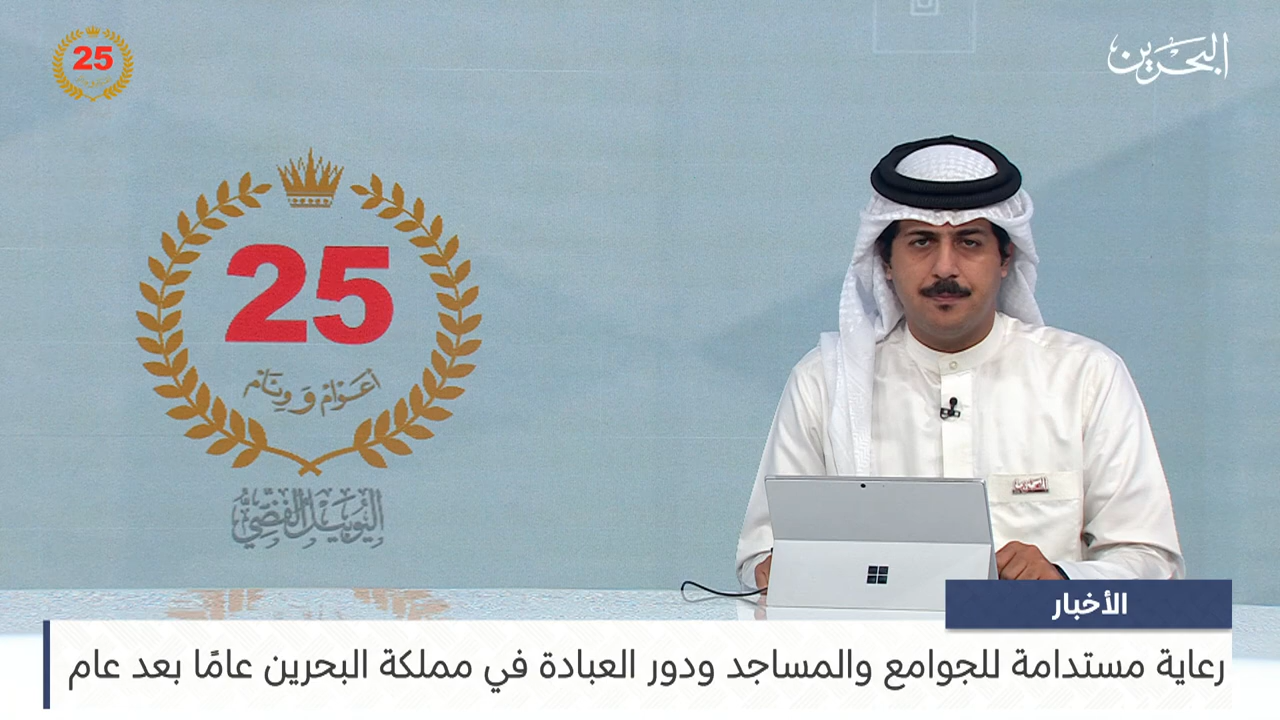 25
البحرين
25
أعوام و وئام
اليوبيل الفضي
الأخبار
رعاية مستدامة للجوامع والمساجد ودور العبادة في مملكة البحرين عامًا بعد عام